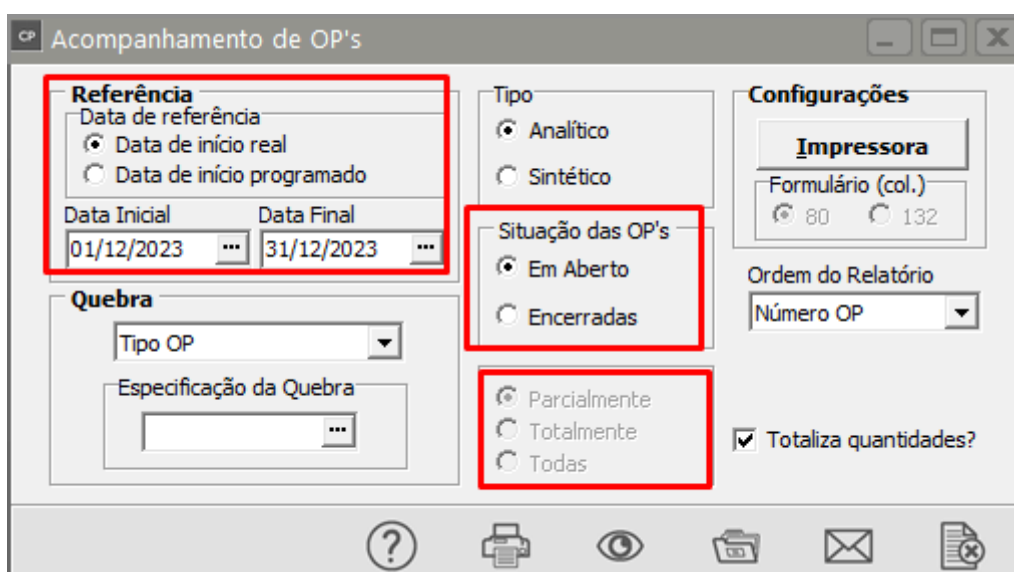 CP Acompanhamento de OP's
Referência
Data de referência
Data de início real
Data de início programado
Data Inicial Data Final
01/12/2023 ... 31/12/2023 ...
Quebra
Tipo OP
Especificação da Quebra
...
Tipo
Analítico
Sintético
Situação das OP's
Em Aberto
Encerradas
Parcialmente
Totalmente
Todas
Configurações
Impressora
Formulário (col.)
80 132
Ordem do Relatório
Número OP
Totaliza quantidades?
?